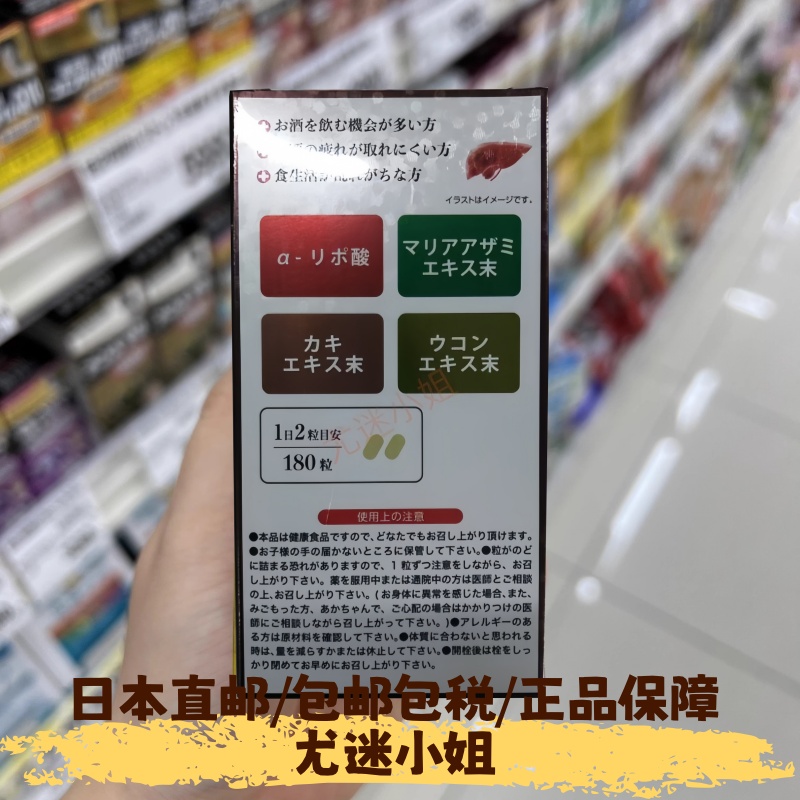 お酒を飲む機会が多い方
の疲れが取れにくい方
食生活が乱れがちな方
イラストはイメージです。
α-リポ酸
マリアアザミ
エキス末
カキ
エキス末
ウコン
エキス末
尤迷小姐
1日2粒目安
180粒
使用上の注意
●本品は健康食品ですので、どなたでもお召し上がり頂けます。
●お子様の手の届かないところに保管して下さい。●粒がのど
に詰まる恐れがありますので、1粒ずつ注意をしながら、お召
し上がり下さい。薬を服用中または通院中の方は医師とご相談
の上、お召し上がり下さい。(お身体に異常を感じた場合、また、
みごもった方、あかちゃんで、ご心配の場合はかかりつけの医
師にご相談しながら召し上がって下さい。)●アレルギーのあ
る方は原材料を確認して下さい。●体質に合わないと思われる
時は、量を減らすかまたは休止して下さい。●開栓後は栓をしっ
かり閉めてお早めにお召し上がり下さい。
日本直邮/包邮包税/正品保障
尤迷小姐